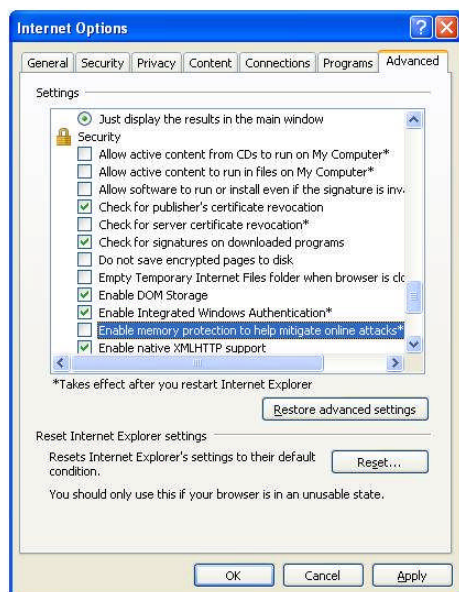 Internet Options
General Security Privacy Content Connections Programs Advanced
Settings
Just display the results in the main window
Security
Allow active content from CDs to run on My Computer*
Allow active content to run in files on My Computer*
Allow software to run or install even if the signature is inv
Check for publisher's certificate revocation
Check for server certificate revocation*
Check for signatures on downloaded programs
Do not save encrypted pages to disk
Empty Temporary Internet Files folder when browser is clo
Enable DOM Storage
Enable Integrated Windows Authentication*
Enable memory protection to help mitigate online attacks*
Enable native XMLHTTP support
*Takes effect after you restart Internet Explorer
Restore advanced settings
Reset Internet Explorer settings
Resets Internet Explorer's settings to their default
condition.
Reset...
You should only use this if your browser is in an unusable state.
OK Cancel Apply